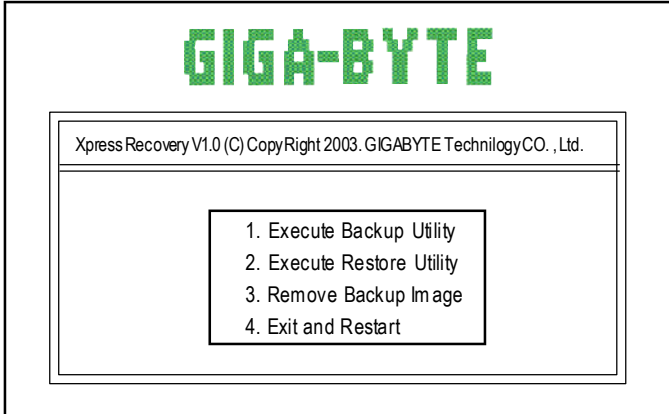 GIGA-BYTE
Xpress Recovery V1.0 (C) CopyRight 2003. GIGABYTE Technilogy CO. , Ltd.
1. Execute Backup Utility
2. Execute Restore Utility
3. Remove Backup Image
4. Exit and Restart